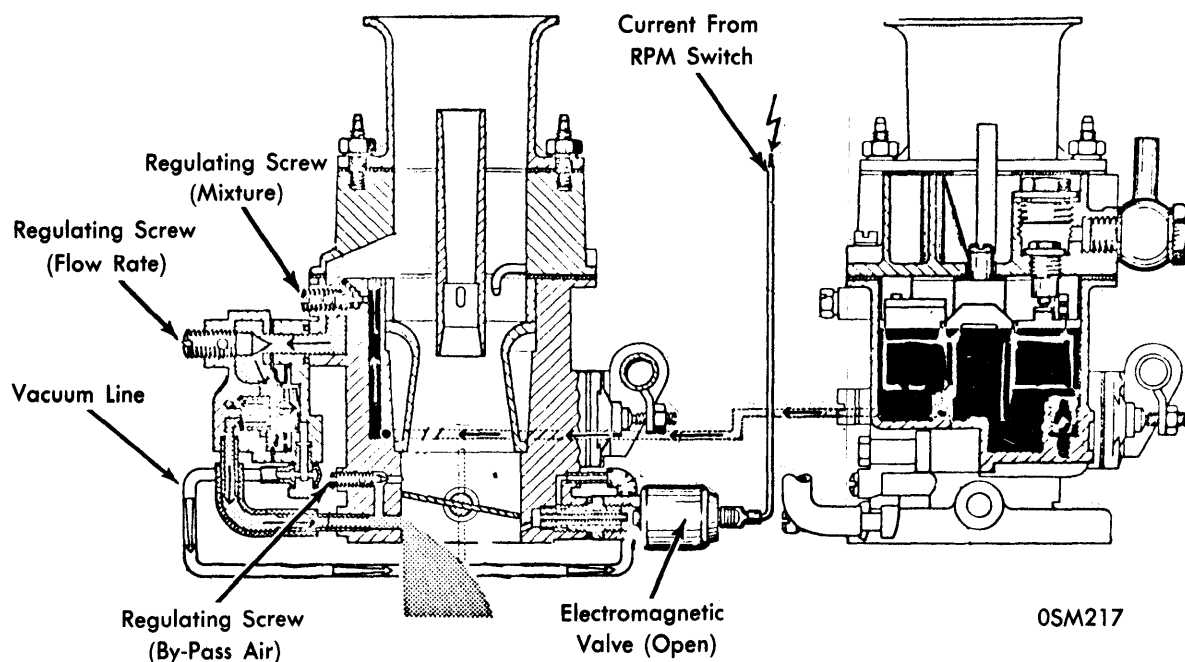 Current From
RPM Switch
Regulating Screw
(Mixture)
Regulating Screw
(Flow Rate)
Vacuum Line
Regulating Screw
(By-Pass Air)
Electromagnetic
Valve (Open)
0SM217